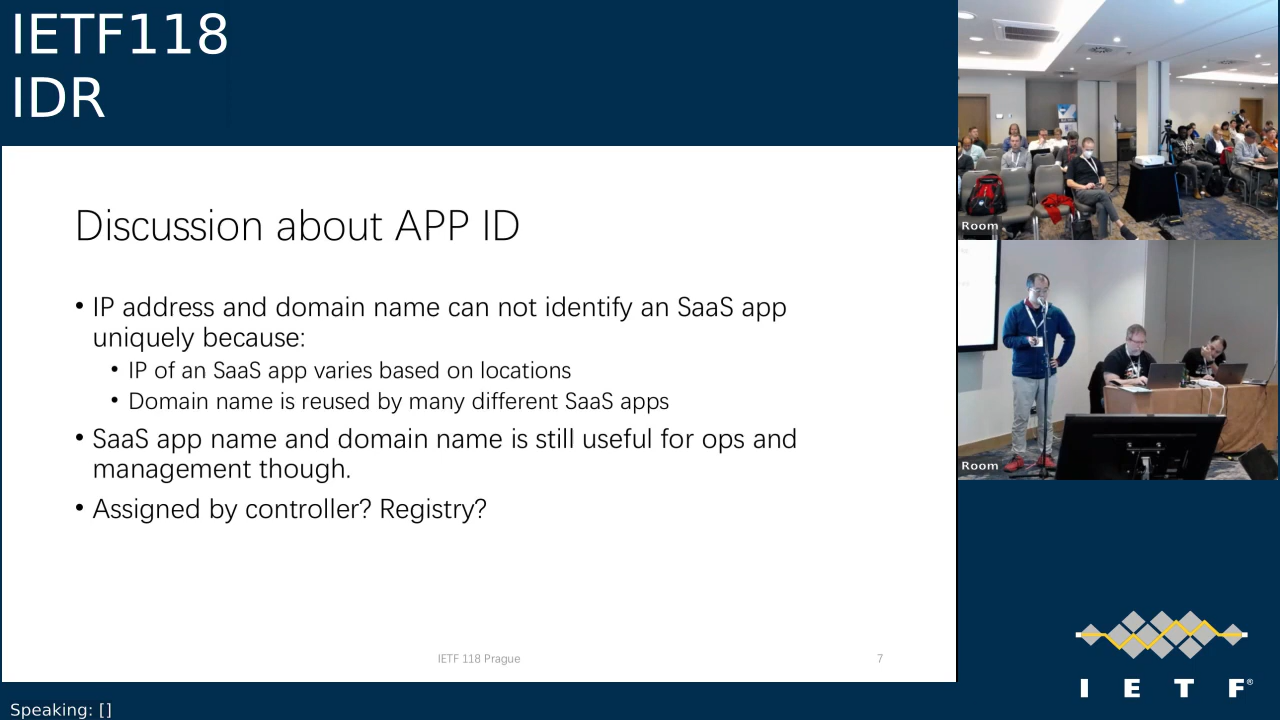 IETF118
IDR
Discussion about APP ID
• IP address and domain name can not identify an SaaS app
uniquely because:
• IP of an SaaS app varies based on locations
• Domain name is reused by many different SaaS apps
• SaaS app name and domain name is still useful for ops and
management though.
• Assigned by controller? Registry?
IETF 118 Prague
7
Room
Room
I E T F®
Speaking: []